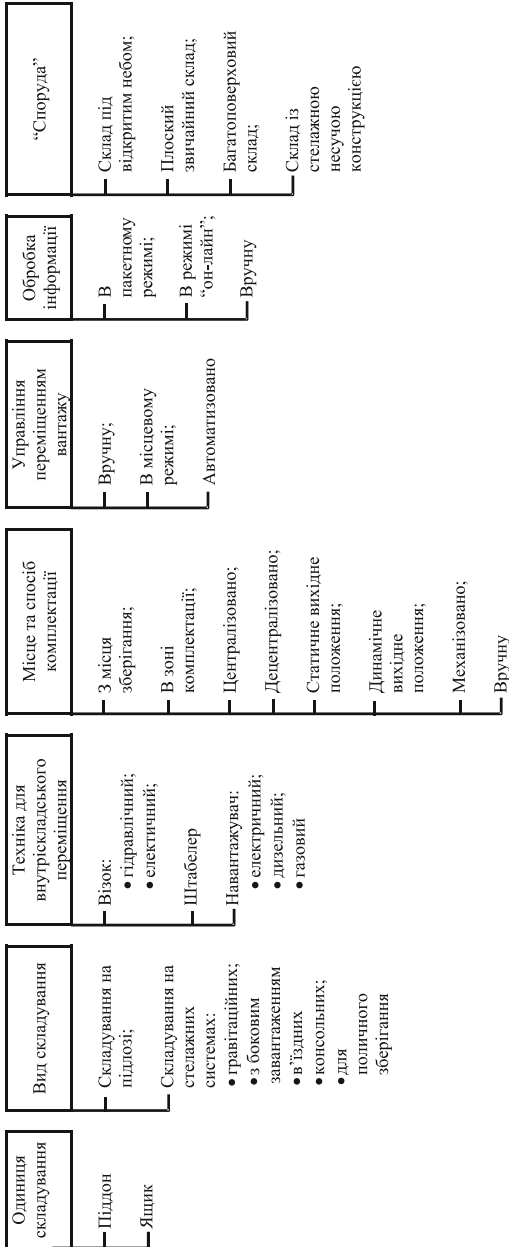 Одиниця
складування
Піддон
Ящик
Вид складування
Складування на
підлозі;
Складування на
стелажних
системах:
• гравітаційних;
• з боковим
завантаженням
• в'їздних
• консольних;
• для
поличного
зберігання
Техніка для
внутріскладського
переміщення
Візок:
• гідравлічний;
• електичний;
Штабелер
Навантажувач:
• електричний;
• дизельний;
• газовий
Місце та спосіб
комплектації
З місця
зберігання;
В зоні
комплектації;
Централізовано;
Децентралізовано;
Статичне вихідне
положення;
Динамічне
вихідне
положення;
Механізовано;
Вручну
Управління
переміщенням
вантажу
Вручну;
В місцевому
режимі;
Автоматизовано
Обробка
інформації
В
пакетному
режимі;
В режимі
“он-лайн”;
Вручну
“Споруда”
Склад під
відкритим небом;
Плоский
звичайний склад;
Багатоповерховий
склад;
Склад із
стелажною
несучою
конструкцією